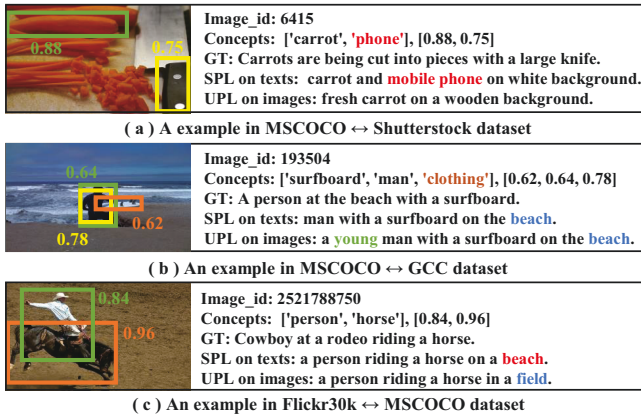 0.88
0.75
Image_id: 6415
Concepts: ['carrot', 'phone'], [0.88, 0.75]
GT: Carrots are being cut into pieces with a large knife.
SPL on texts: carrot and mobile phone on white background.
UPL on images: fresh carrot on a wooden background.
( a ) A example in MSCOCO ↔ Shutterstock dataset
0.64
0.62
0.78
Image_id: 193504
Concepts: ['surfboard', 'man', 'clothing'], [0.62, 0.64, 0.78]
GT: A person at the beach with a surfboard.
SPL on texts: man with a surfboard on the beach.
UPL on images: a young man with a surfboard on the beach.
( b ) An example in MSCOCO ↔ GCC dataset
0.84
0.96
Image_id: 2521788750
Concepts: ['person', 'horse'], [0.84, 0.96]
GT: Cowboy at a rodeo riding a horse.
SPL on texts: a person riding a horse on a beach.
UPL on images: a person riding a horse in a field.
( c ) An example in Flickr30k ↔ MSCOCO dataset